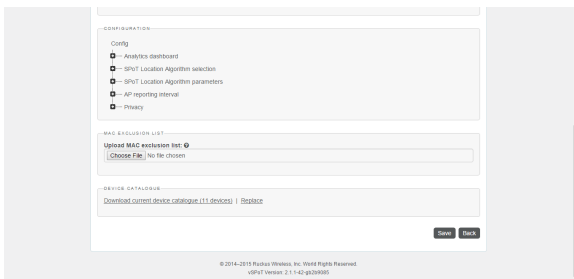 CONFIGURATION
Config
Analytics dashboard
SPoT Location Algorithm selection
SPoT Location Algorithm parameters
AP reporting interval
Privacy
MAC EXCLUSION LIST
Upload MAC exclusion list:
Choose File No file chosen
DEVICE CATALOGUE
Download current device catalogue (11 devices) | Replace
Save Back
© 2014–2015 Ruckus Wireless, Inc. World Rights Reserved.
vSPoT Version: 2.1.1-42-gb2b9085